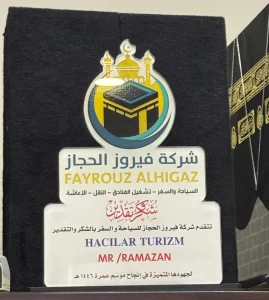 شركة فيروز الحجاز
FAYROUZ ALHIGAZ
السياحة والسفر - تشغيل الفنادق - النقل - الإعاشة
شكر وتقدير
تتقدم شركة فيروز الحجاز للسياحة و السفر بالشكر والتقدير
HACILAR TURIZM
MR /RAMAZAN
لجهودها المتميزة في إنجاح موسم عمرة ١٤٤٦ هـ